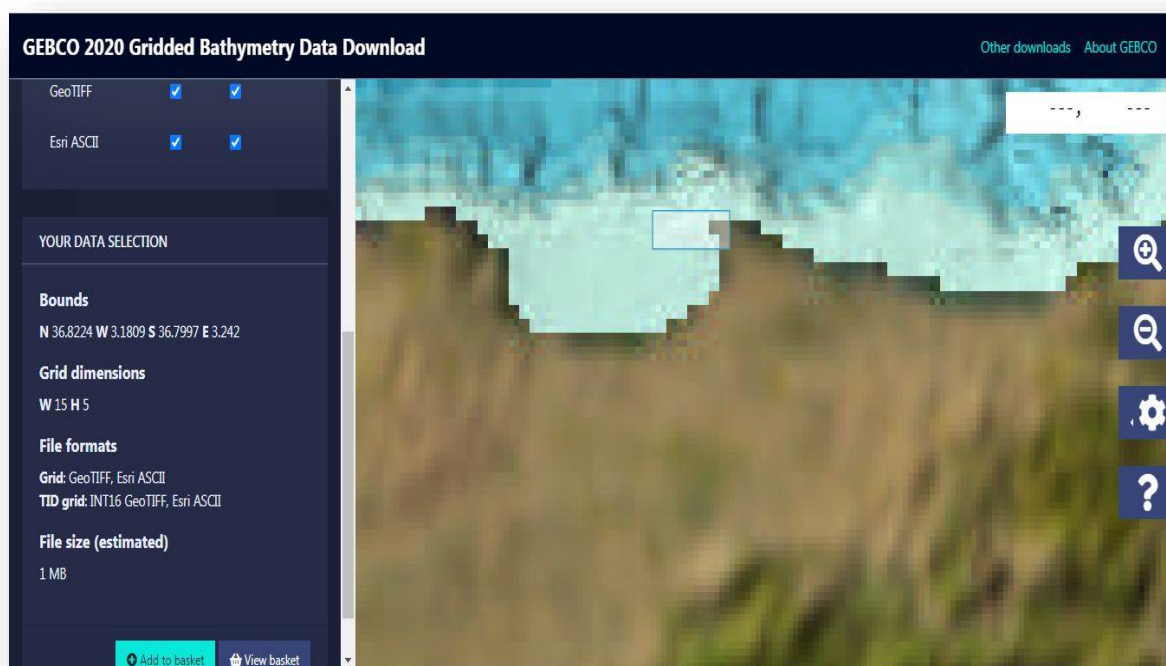 GEBCO 2020 Gridded Bathymetry Data Download
Other downloads About GEBCO
GeoTIFF
Esri ASCII
---, ---
YOUR DATA SELECTION
Bounds
N 36.8224 W 3.1809 S 36.7997 E 3.242
Grid dimensions
W 15 H 5
File formats
Grid: GeoTIFF, Esri ASCII
TID grid: INT16 GeoTIFF, Esri ASCII
File size (estimated)
1 MB
Add to basket View basket